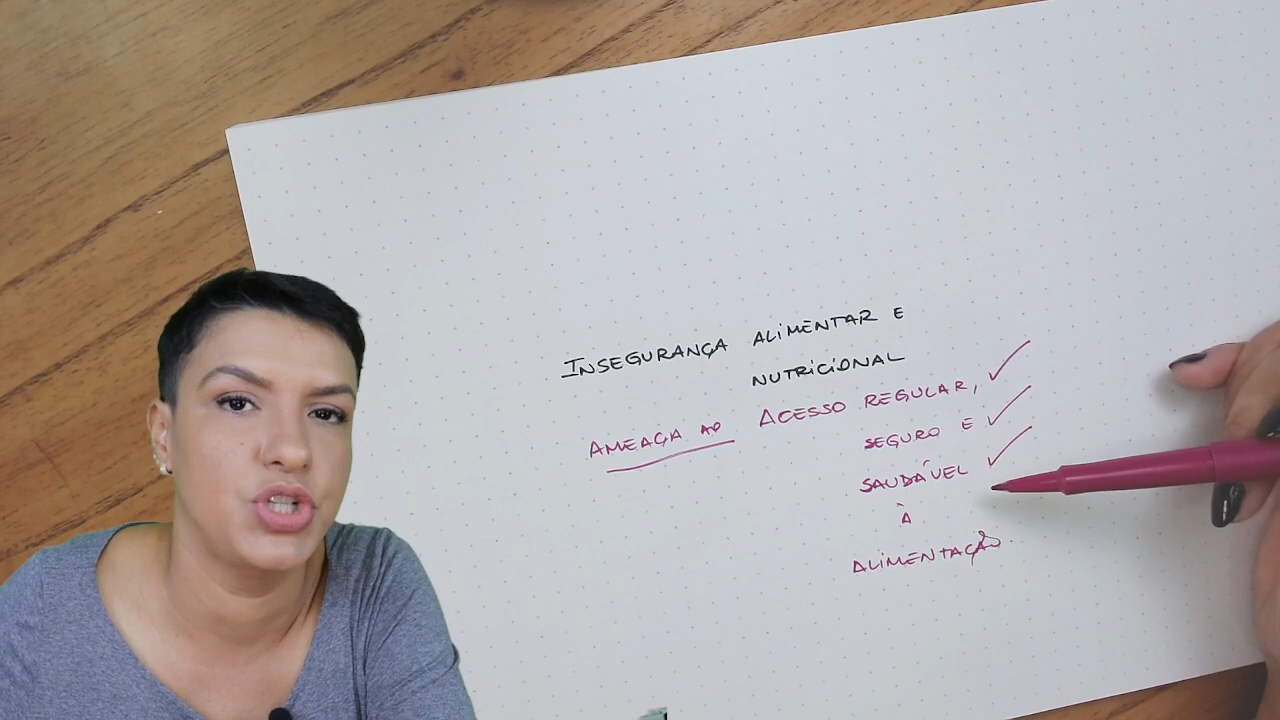 INSEGURANÇA ALIMENTAR E
NUTRICIONAL
AMEAÇA AO ACESSO REGULAR,
SEGURO E
SAUDÁVEL
À
ALIMENTAÇÃO.